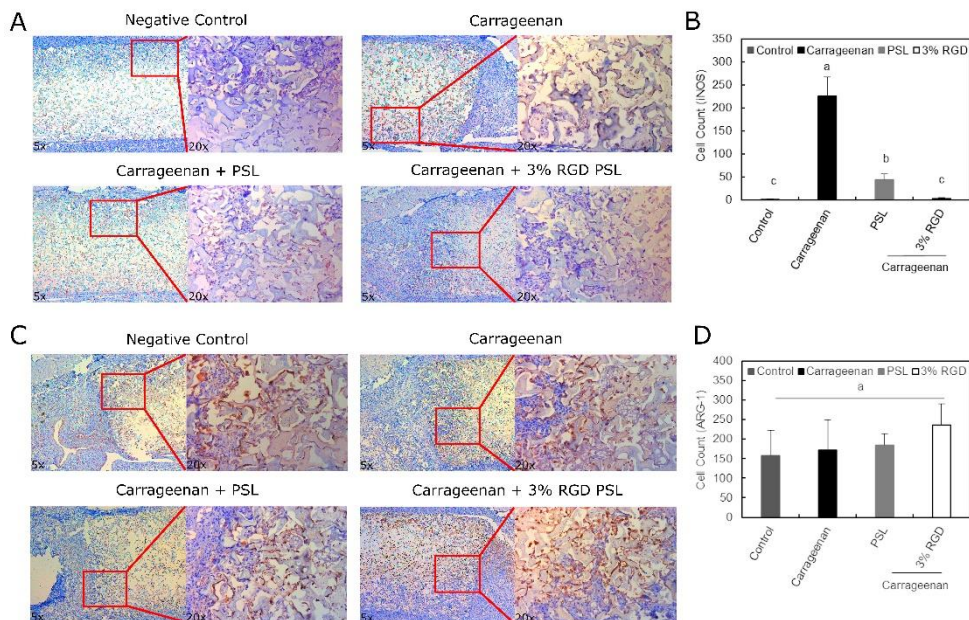 A
Negative Control
Carrageenan
5x
20x
5x
20x
Carrageenan + PSL
Carrageenan + 3% RGD PSL
5x
20x
5x
20x
B
Control Carrageenan PSL 3% RGD
Cell Count (INOS)
350
300
250
200
150
100
50
0
c
a
b
c
Control
Carrageenan
PSL
3% RGD
Carrageenan
C
Negative Control
Carrageenan
5x
20x
5x
20x
Carrageenan + PSL
Carrageenan + 3% RGD PSL
5x
20x
5x
20x
D
Control Carrageenan PSL 3% RGD
Cell Count (ARG-1)
400
350
300
250
200
150
100
50
0
a
Control
Carrageenan
PSL
3% RGD
Carrageenan